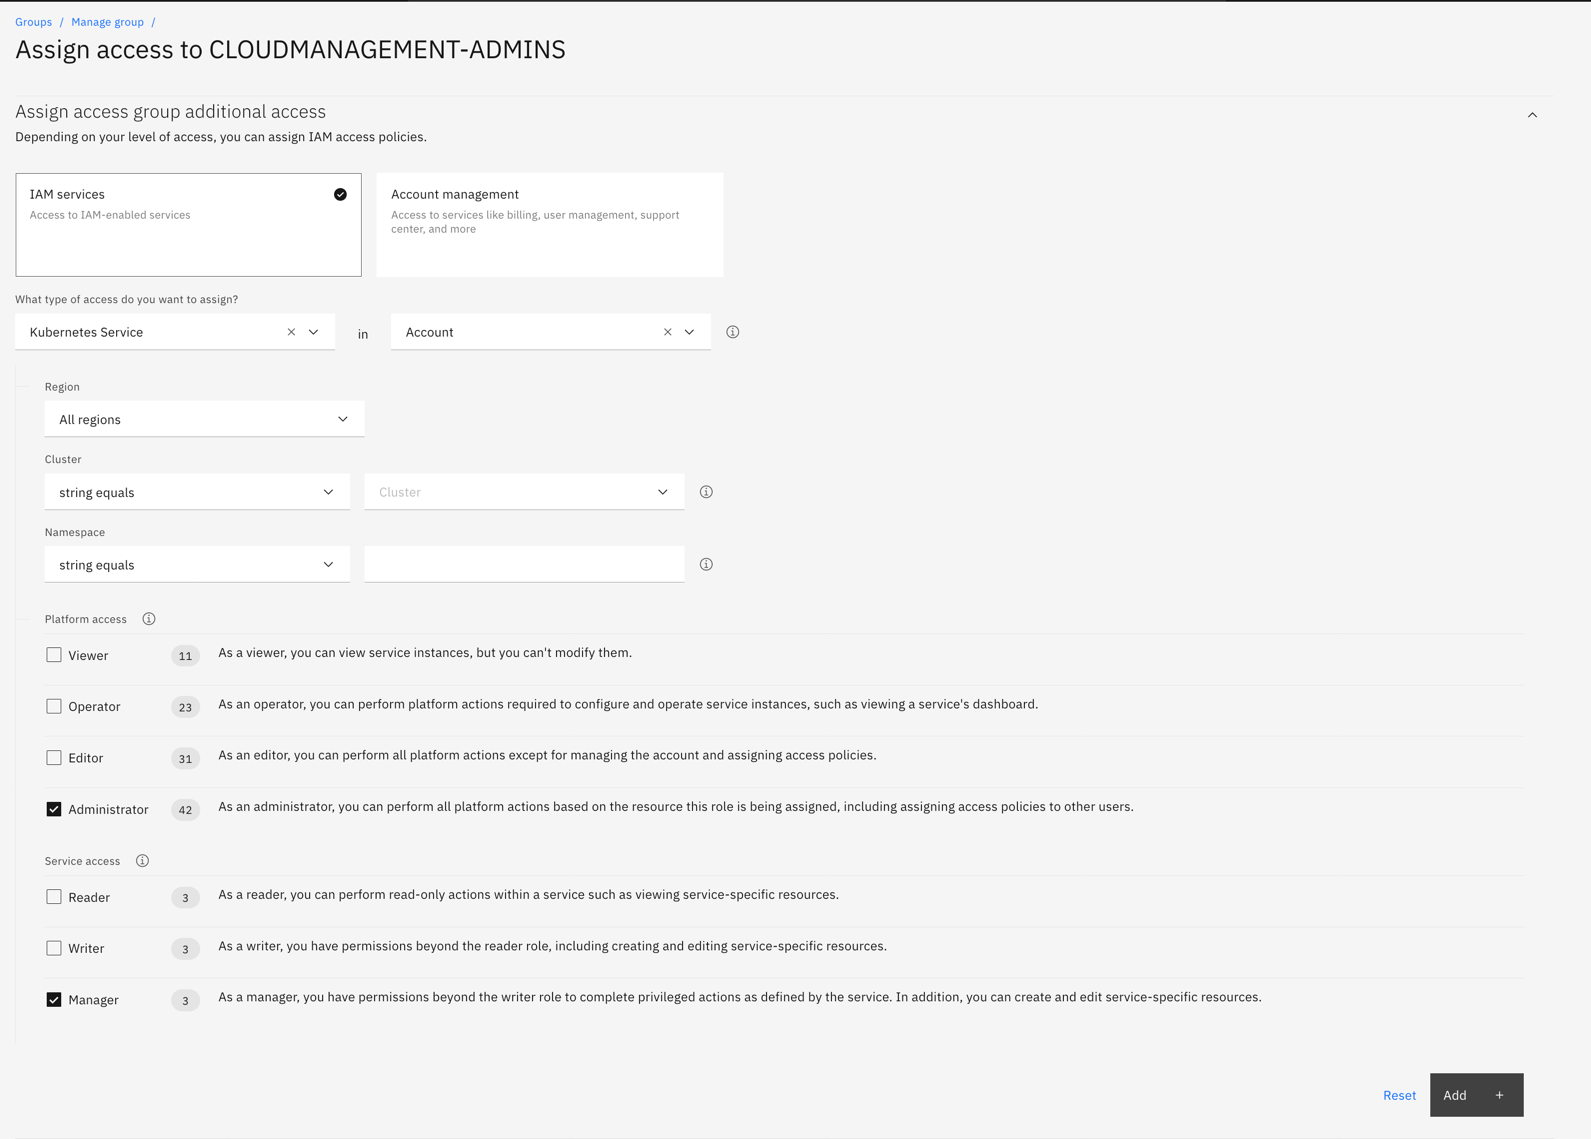 Groups / Manage group /
Assign access to CLOUDMANAGEMENT-ADMINS
Assign access group additional access
Depending on your level of access, you can assign IAM access policies.
IAM services
Access to IAM-enabled services
Account management
Access to services like billing, user management, support
center, and more
What type of access do you want to assign?
Kubernetes Service
in
Account
Region
All regions
Cluster
string equals
Cluster
Namespace
string equals
Platform access
Viewer 11 As a viewer, you can view service instances, but you can't modify them.
Operator 23 As an operator, you can perform platform actions required to configure and operate service instances, such as viewing a service's dashboard.
Editor 31 As an editor, you can perform all platform actions except for managing the account and assigning access policies.
Administrator 42 As an administrator, you can perform all platform actions based on the resource this role is being assigned, including assigning access policies to other users.
Service access
Reader 3 As a reader, you can perform read-only actions within a service such as viewing service-specific resources.
Writer 3 As a writer, you have permissions beyond the reader role, including creating and editing service-specific resources.
Manager 3 As a manager, you have permissions beyond the writer role to complete privileged actions as defined by the service. In addition, you can create and edit service-specific resources.
Reset
Add +